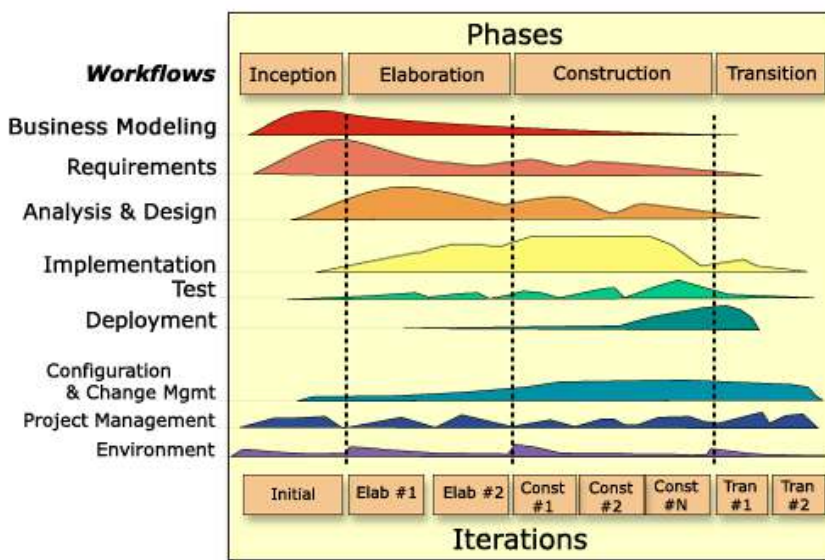 Phases
Workflows
Inception
Elaboration
Construction
Transition
Business Modeling
Requirements
Analysis & Design
Implementation
Test
Deployment
Configuration
& Change Mgmt
Project Management
Environment
Initial
Elab #1
Elab #2
Const
#1
Const
#2
Const
#N
Tran
#1
Tran
#2
Iterations